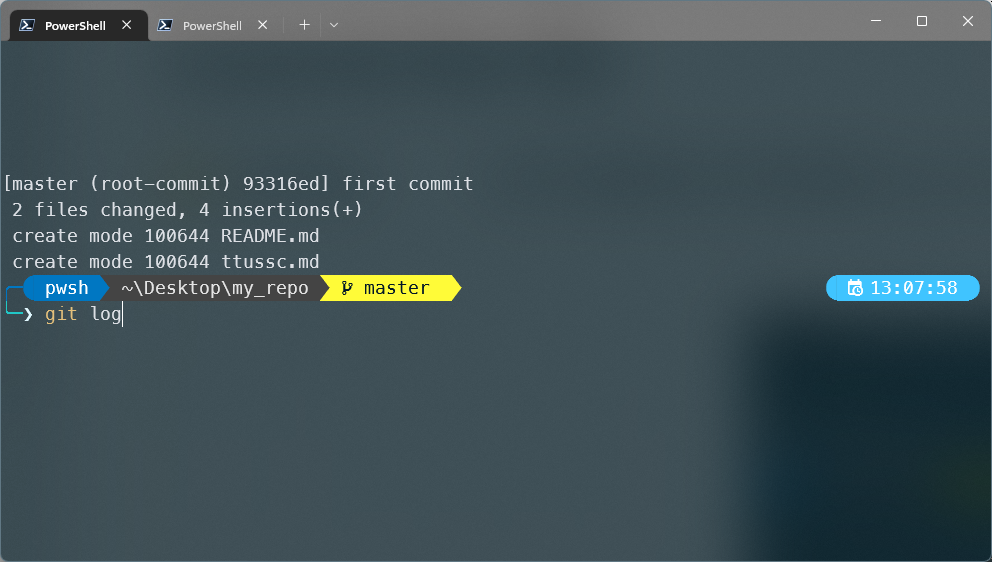 PowerShell PowerShell
[master (root-commit) 93316ed] first commit
2 files changed, 4 insertions(+)
create mode 100644 README.md
create mode 100644 ttussc.md
pwsh ~\Desktop\my_repo master 13:07:58
❯ git log